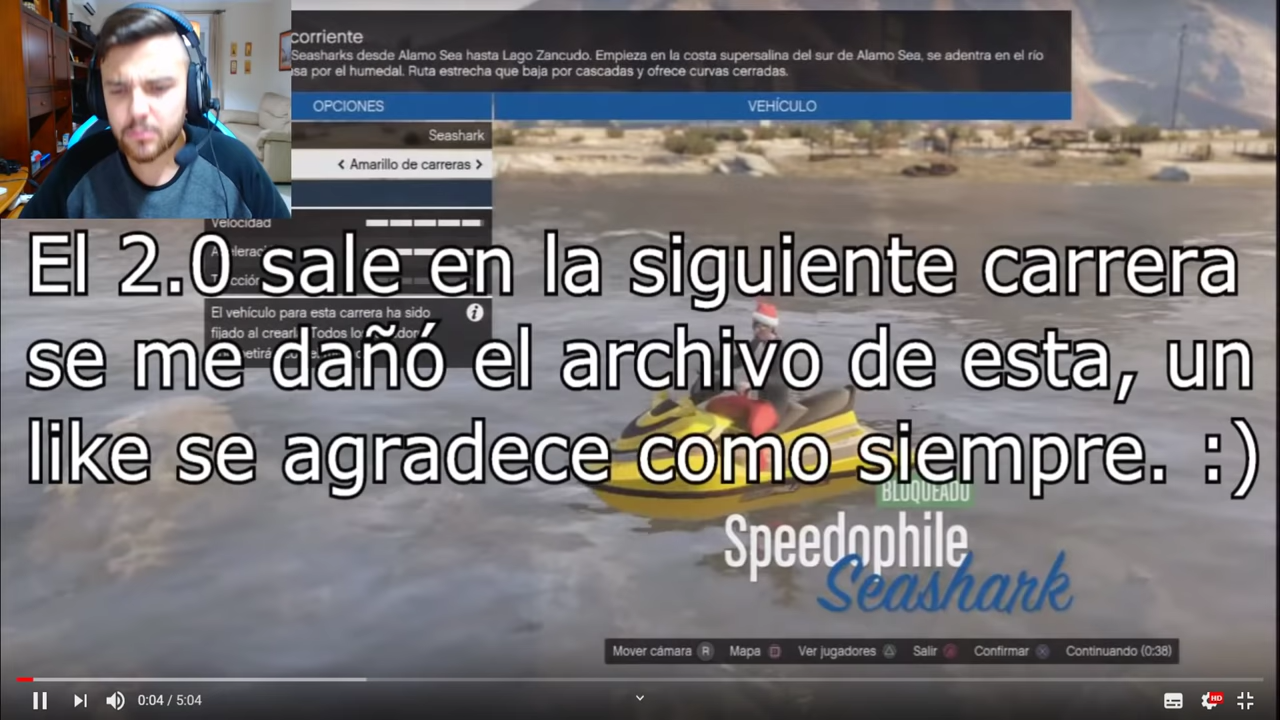 corriente
Seasharks desde Alamo Sea hasta Lago Zancudo. Empieza en la costa supersalina del sur de Alamo Sea, se adentra en el río
sa por el humedal. Ruta estrecha que baja por cascadas y ofrece curvas cerradas.
OPCIONES
VEHÍCULO
Seashark
Amarillo de carreras
Velocidad
El 2.0 sale en la siguiente carrera
El vehículo para esta carrera ha sido
se me dañó el archivo de esta, un
like se agradece como siempre. :)
BLOQUEADO
Speedophile
Seashark
Mover cámara R Mapa Ver jugadores Salir Confirmar Continuando (0:38)
0:04 / 5:04
HD